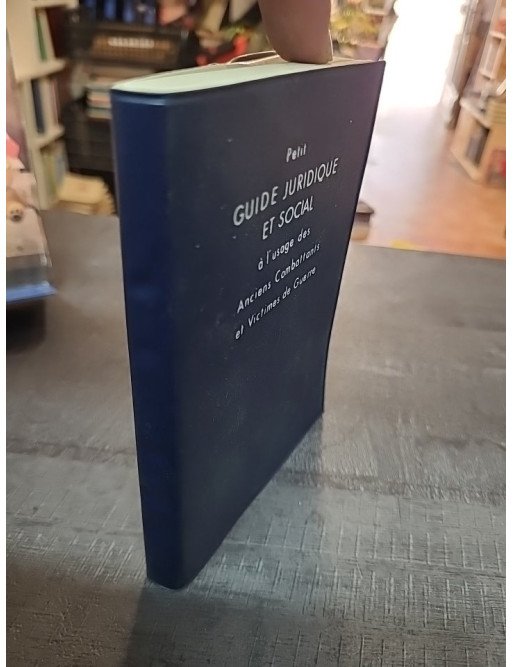 Petit
GUIDE JURIDIQUE
ET SOCIAL
à l'usage des
Anciens Combattants
et Victimes de Guerre